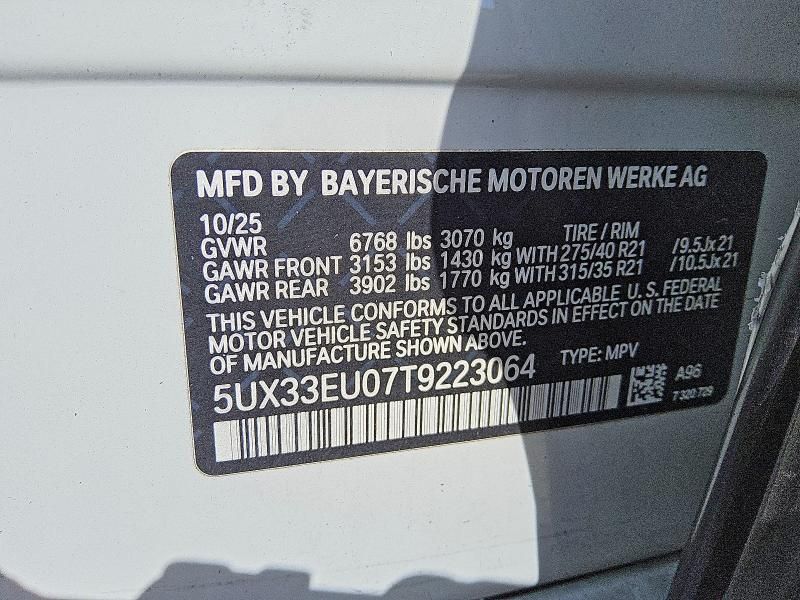 MFD BY BAYERISCHE MOTOREN WERKE AG
10/25 TIRE / RIM
GVWR 6768 lbs 3070 kg
GAWR FRONT 3153 lbs 1430 kg WITH 275/40 R21 /9.5Jx21
GAWR REAR 3902 lbs 1770 kg WITH 315/35 R21 /10.5Jx21
THIS VEHICLE CONFORMS TO ALL APPLICABLE U.S. FEDERAL
MOTOR VEHICLE SAFETY STANDARDS IN EFFECT ON THE DATE
OF MANUFACTURE SHOWN ABOVE.
TYPE: MPV
5UX33EU07T9223064
A96
7 320 729